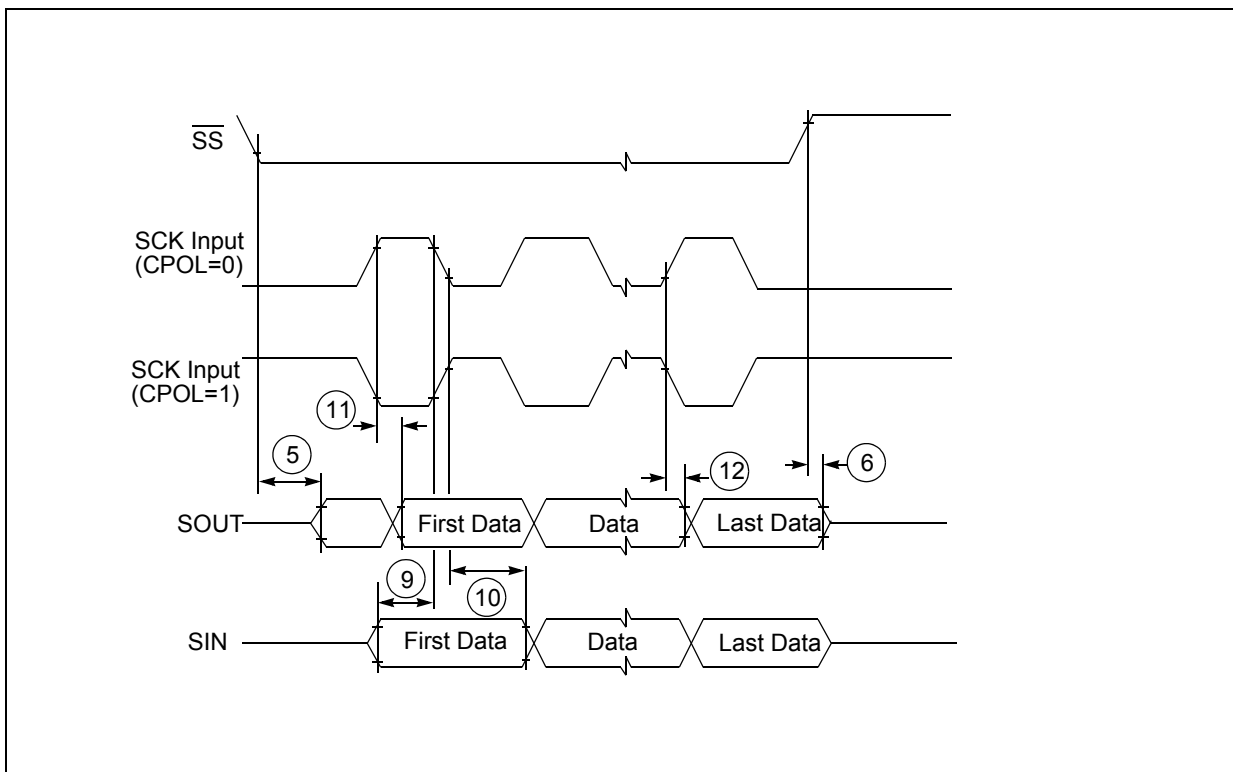 SS
SCK Input
(CPOL=0)
SCK Input
(CPOL=1)
11
5
12
6
SOUT
First Data
Data
Last Data
9
10
SIN
First Data
Data
Last Data